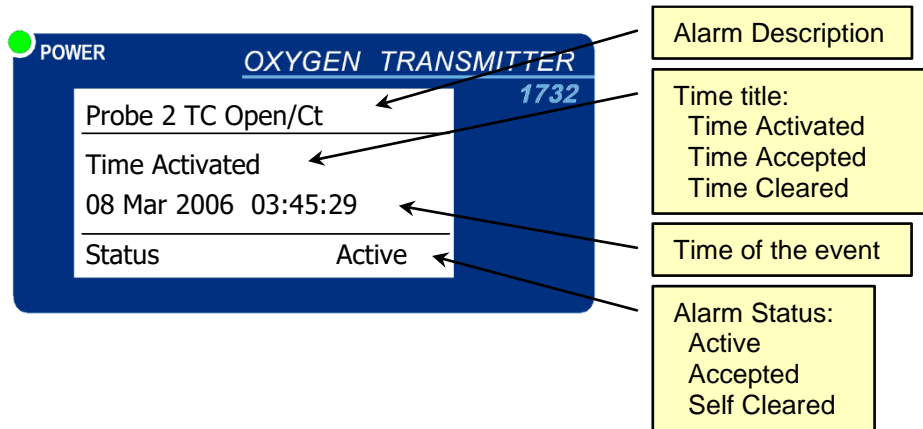 POWER
OXYGEN TRANSMITTER
1732
Probe 2 TC Open/Ct
Time Activated
08 Mar 2006 03:45:29
Status Active
Alarm Description
Time title:
Time Activated
Time Accepted
Time Cleared
Time of the event
Alarm Status:
Active
Accepted
Self Cleared